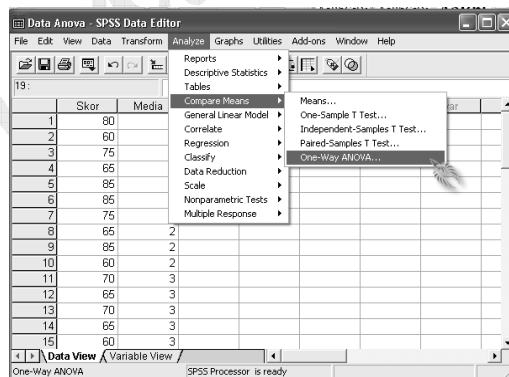 Data Anova - SPSS Data Editor
File Edit View Data Transform Analyze Graphs Utilities Add-ons Window Help
19:
Reports
Descriptive Statistics
Tables
Compare Means
General Linear Model
Correlate
Regression
Classify
Data Reduction
Scale
Nonparametric Tests
Multiple Response
Means...
One-Sample T Test...
Independent-Samples T Test...
Paired-Samples T Test...
One-Way ANOVA...
Skor Media
1 80
2 60
3 75
4 65
5 85
6 85
7 75
8 65 2
9 85 2
10 60 2
11 70 3
12 65 3
13 70 3
14 65 3
15 60 3
Data View Variable View
One-Way ANOVA SPSS Processor is ready